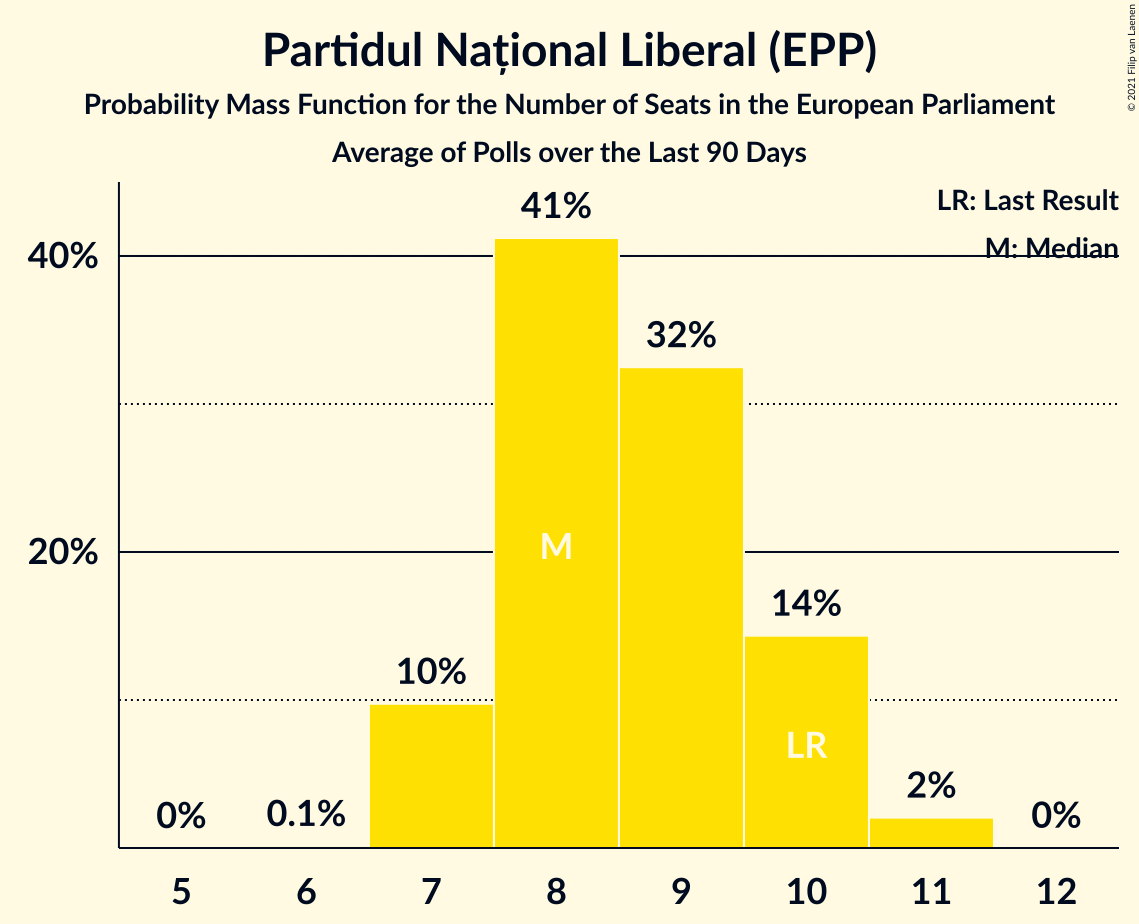 Partidul Național Liberal (EPP)
Probability Mass Function for the Number of Seats in the European Parliament
Average of Polls over the Last 90 Days
© 2021 Filip van Laenen
LR: Last Result
M: Median
40%
20%
0%
0.1%
10%
41%
32%
14%
2%
0%
M
LR
5 6 7 8 9 10 11 12